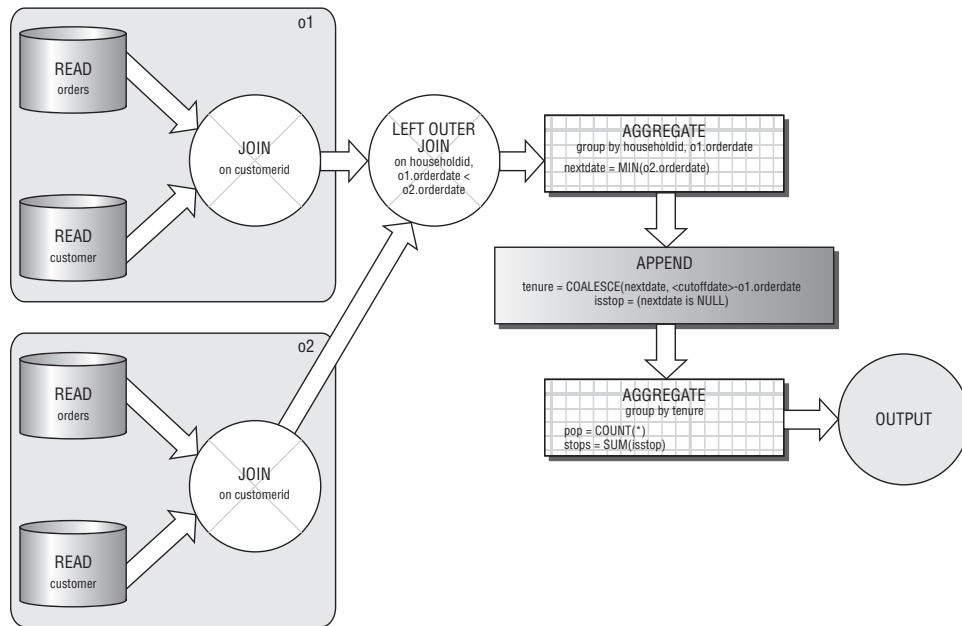 o1
READ
orders
READ
customer
JOIN
on customerid
LEFT OUTER
JOIN
on householdid,
o1.orderdate <
o2.orderdate
AGGREGATE
group by householdid, o1.orderdate
nextdate = MIN(o2.orderdate)
APPEND
tenure = COALESCE(nextdate, <cutoffdate>-o1.orderdate
isstop = (nextdate is NULL)
AGGREGATE
group by tenure
pop = COUNT(*)
stops = SUM(isstop)
OUTPUT
o2
READ
orders
READ
customer
JOIN
on customerid